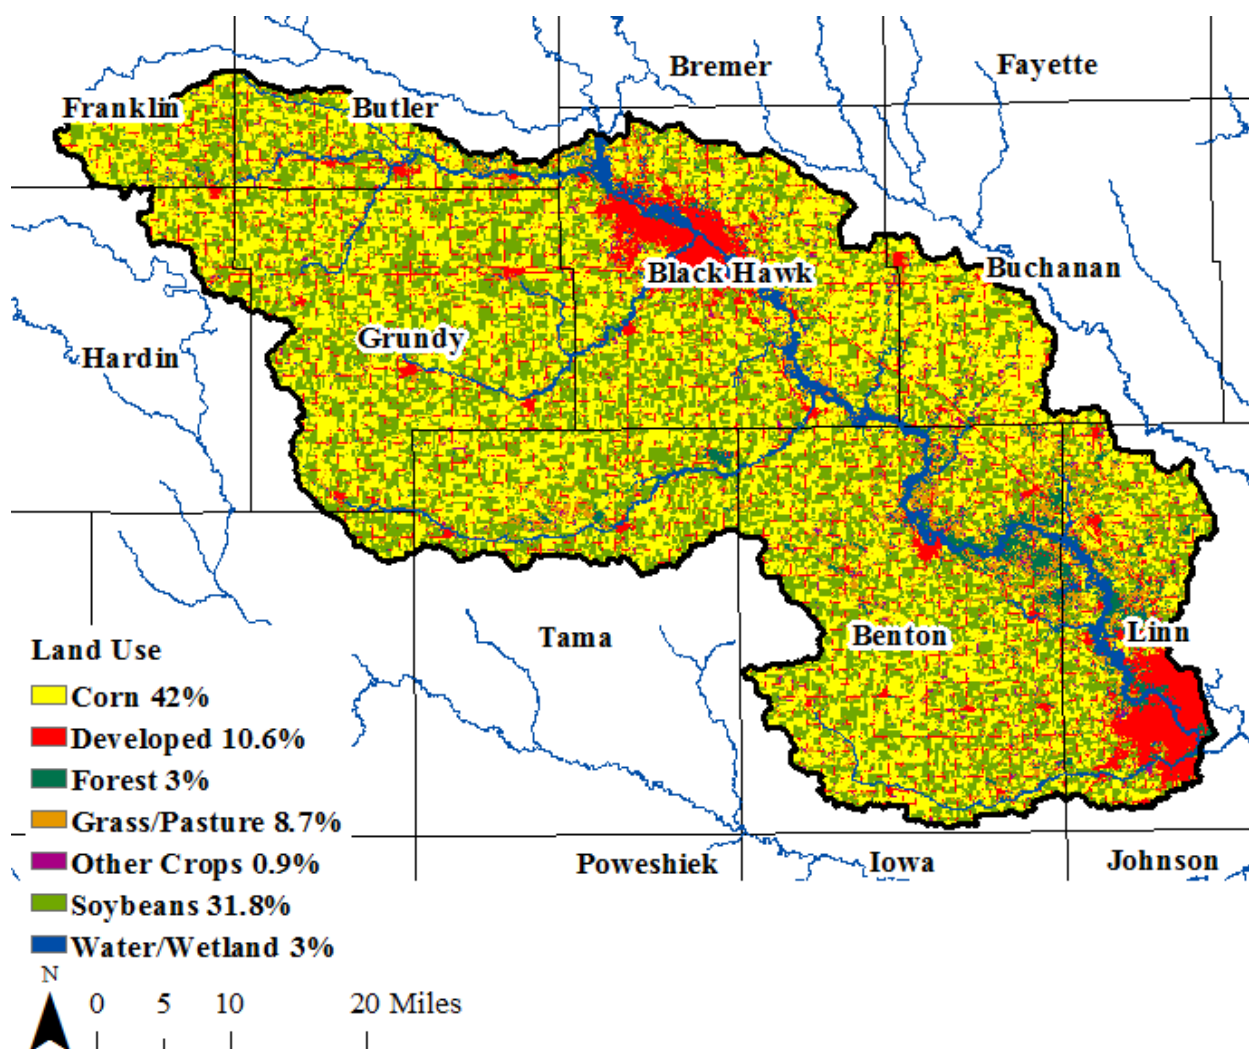 Bremer
Fayette
Franklin
Butler
Black Hawk
Buchanan
Grundy
Hardin
Tama
Benton
Linn
Poweshiek
Iowa
Johnson
Land Use
Corn 42%
Developed 10.6%
Forest 3%
Grass/Pasture 8.7%
Other Crops 0.9%
Soybeans 31.8%
Water/Wetland 3%
N
0 5 10 20 Miles